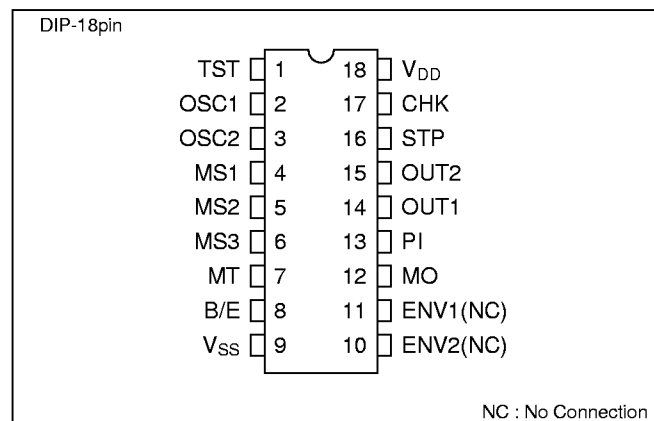 DIP-18pin
TST 1 18 VDD
OSC1 2 17 CHK
OSC2 3 16 STP
MS1 4 15 OUT2
MS2 5 14 OUT1
MS3 6 13 PI
MT 7 12 MO
B/E 8 11 ENV1(NC)
VSS 9 10 ENV2(NC)
NC : No Connection